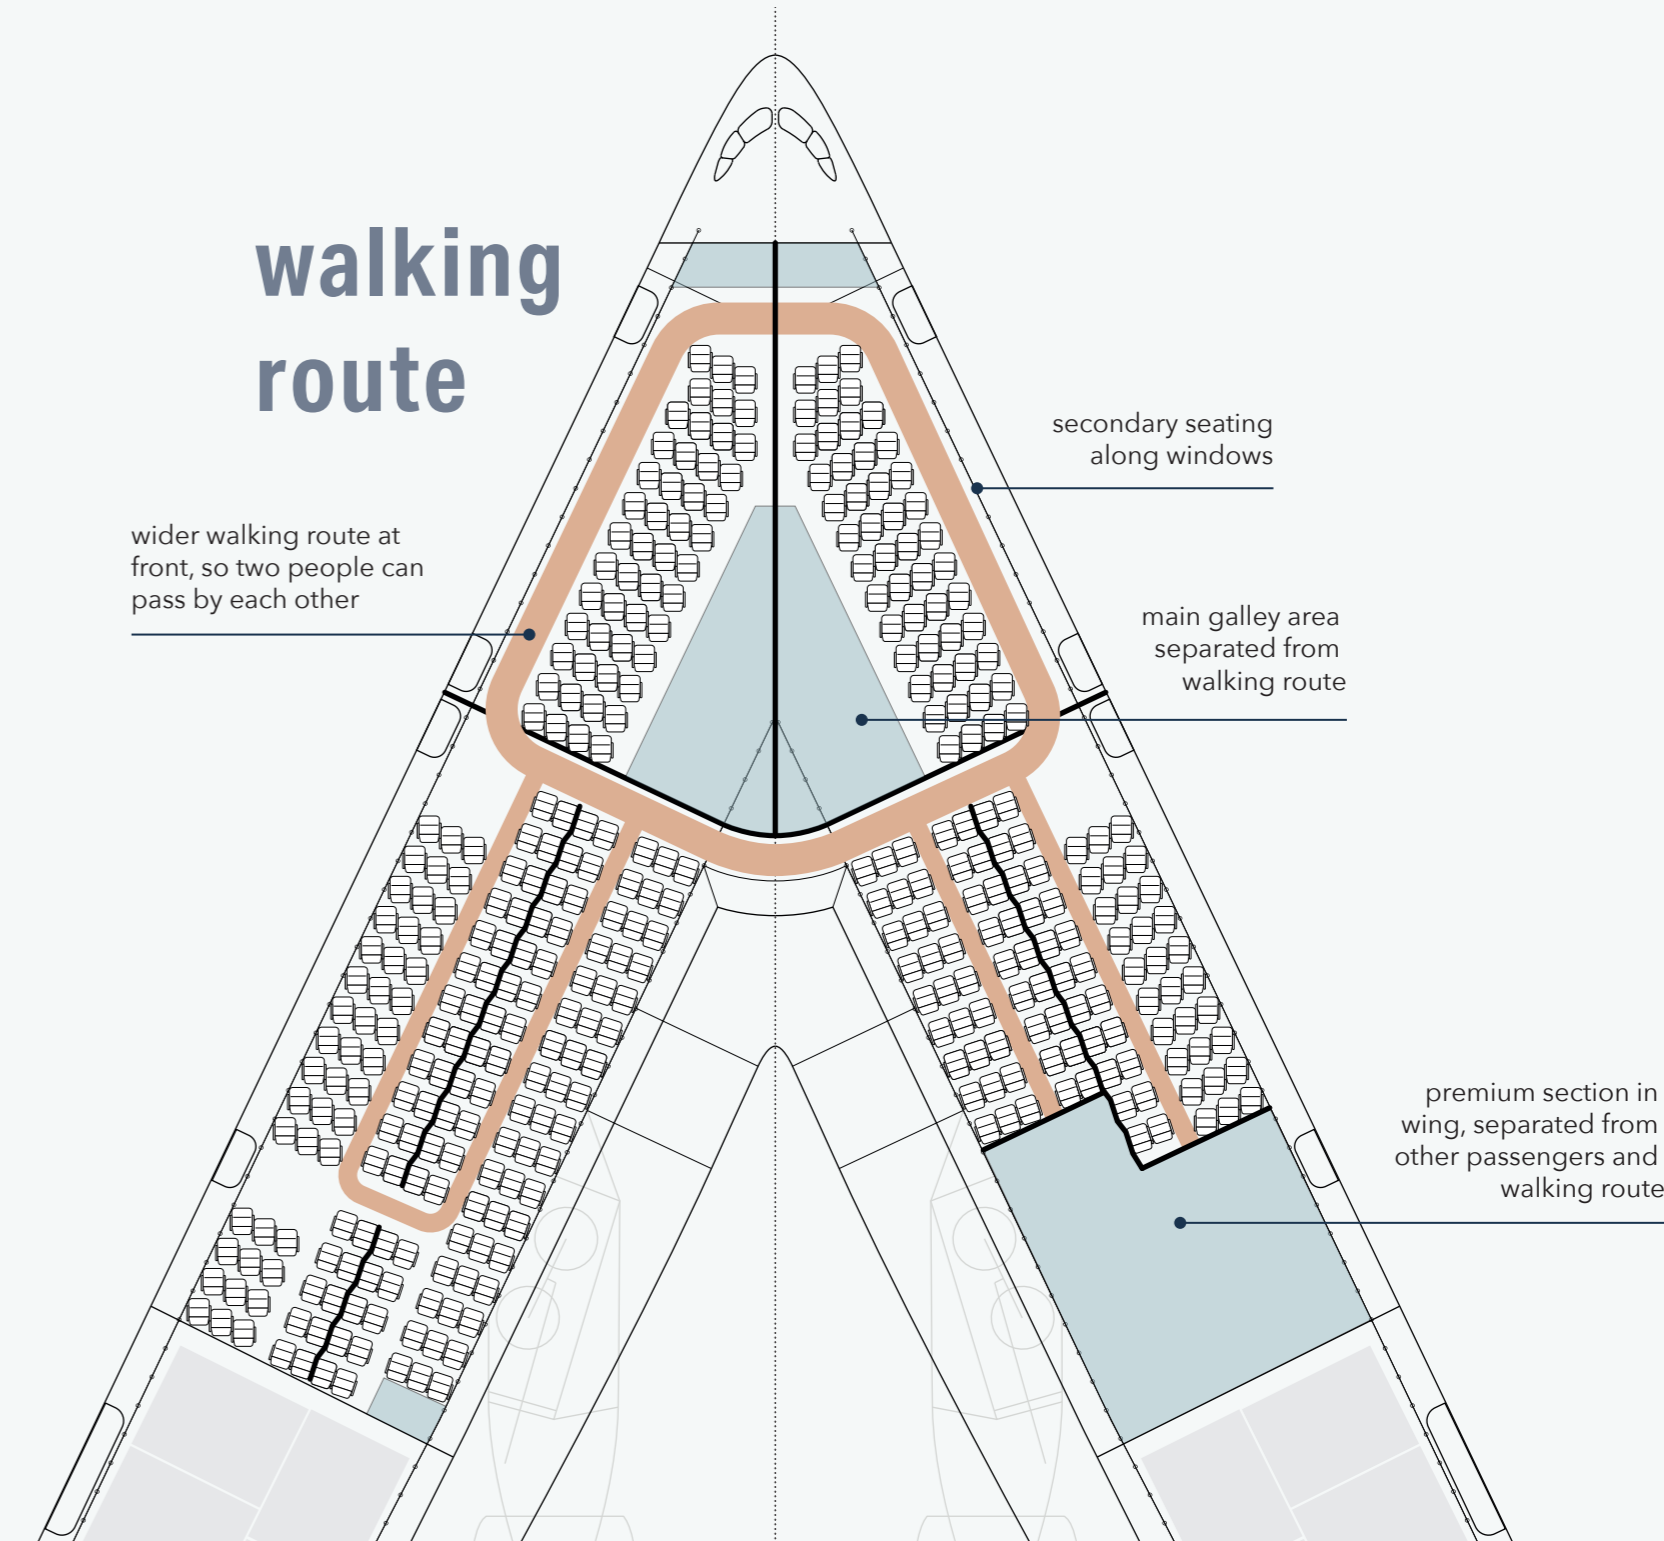 walking
route
secondary seating
along windows
wider walking route at
front, so two people can
pass by each other
main galley area
separated from
walking route
premium section in
wing, separated from
other passengers and
walking route